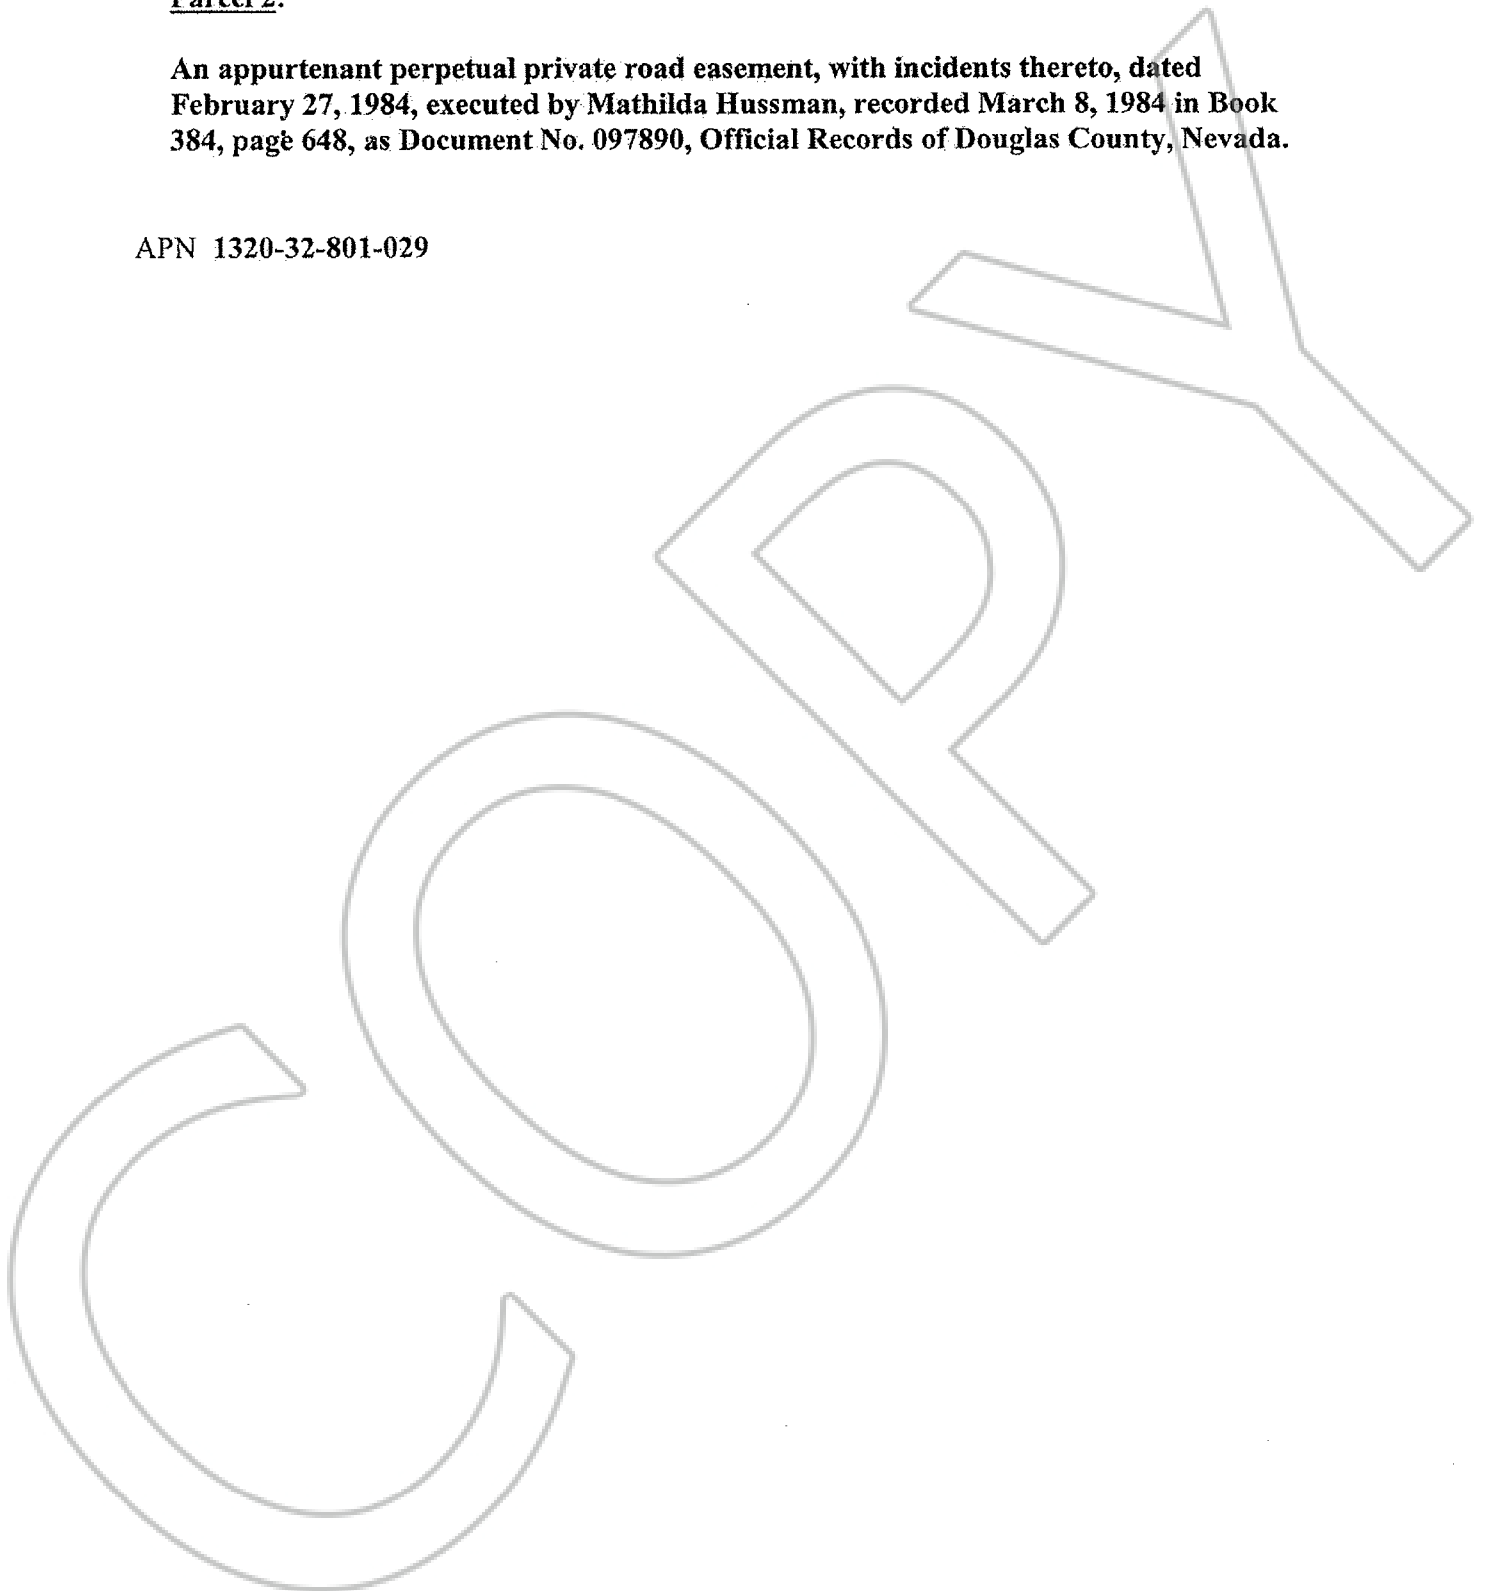 Parcel 2:
An appurtenant perpetual private road easement, with incidents thereto, dated
February 27, 1984, executed by Mathilda Hussman, recorded March 8, 1984 in Book
384, page 648, as Document No. 097890, Official Records of Douglas County, Nevada.
APN 1320-32-801-029
COPY